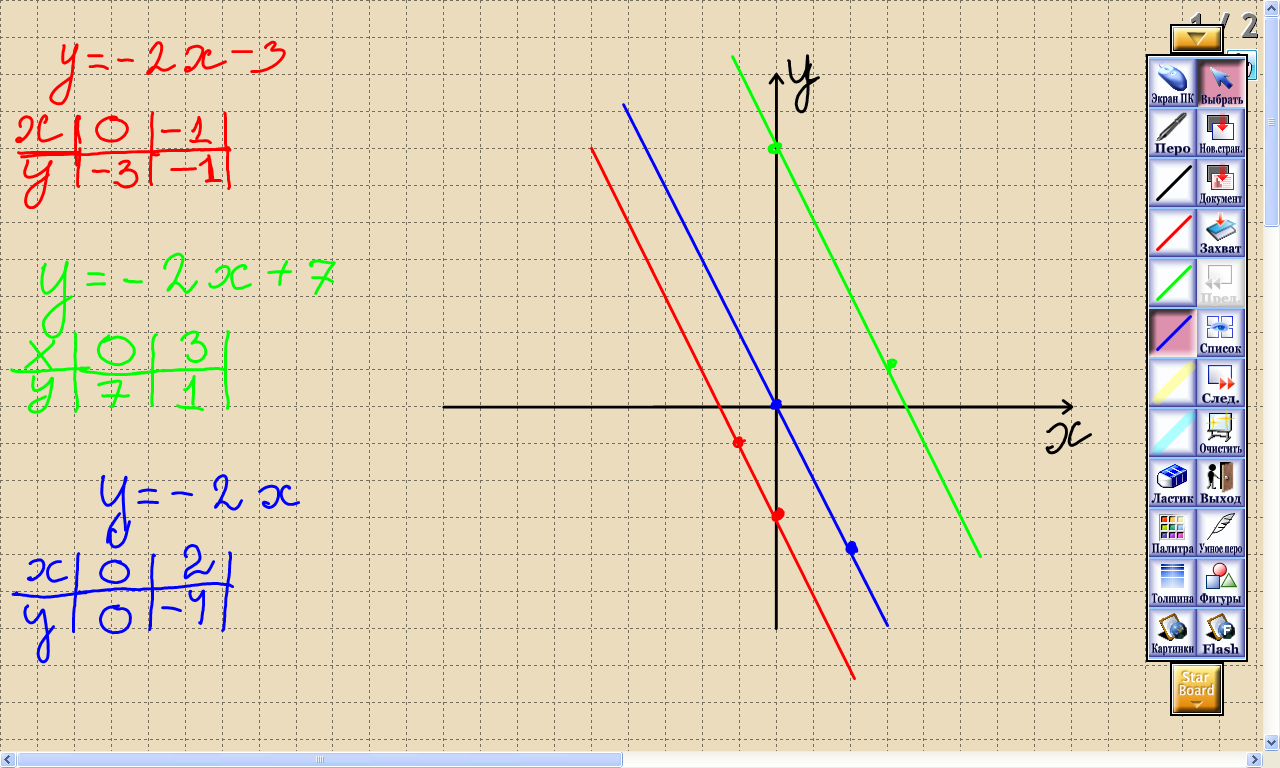 y = -2x - 3
x | 0 | -1 |
y | -3 | -1 |
y = -2x + 7
x | 0 | 3 |
y | 7 | 1 |
y = -2x
x | 0 | 2 |
y | 0 | -4 |
y
x
1 / 2
Экран ПК
Выбрать
Перо
Нов.стран.
Документ
Захват
Пред.
Список
След.
Очистить
Ластик
Выход
Палитра
Умное перо
Толщина
Фигуры
Картинки
F
Flash
Star
Board